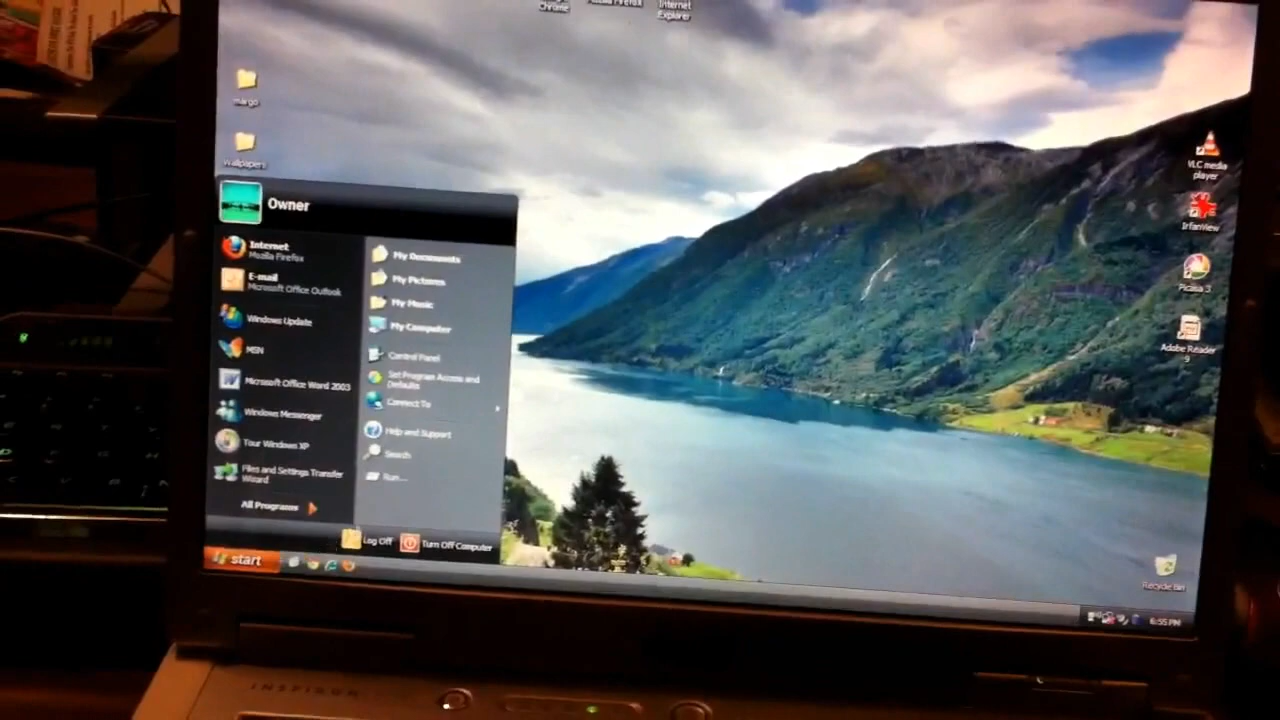 Chrome
Mozilla Firefox
Internet
Explorer
margo
Wallpapers
VLC media
player
IrfanView
Picasa 3
Adobe Reader
9
Owner
Internet
Mozilla Firefox
E-mail
Microsoft Office Outlook
Windows Update
MSN
Microsoft Office Word 2003
Windows Messenger
Tour Windows XP
Files and Settings Transfer
Wizard
All Programs
My Documents
My Pictures
My Music
My Computer
Control Panel
Set Program Access and
Defaults
Connect To
Help and Support
Search
Run...
Log Off
Turn Off Computer
start
Recycle Bin
6:55 PM
INSPIRON